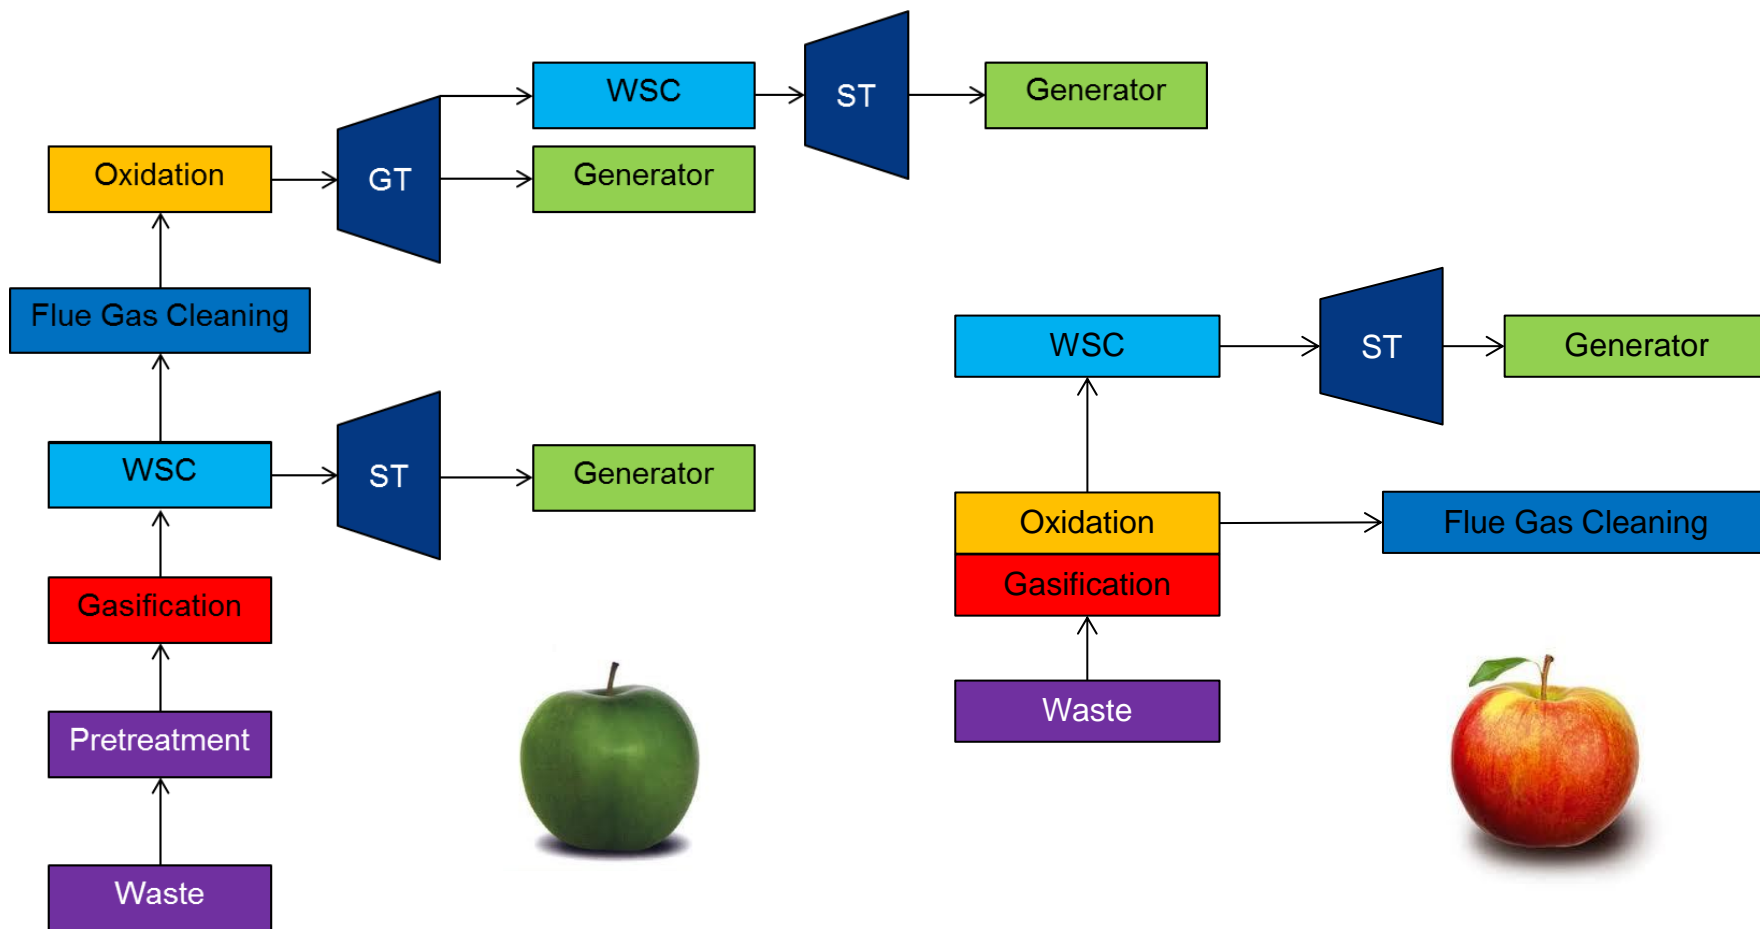 WSC
ST
Generator
Oxidation
GT
Generator
Flue Gas Cleaning
WSC
ST
Generator
Gasification
Pretreatment
Waste
WSC
ST
Generator
Oxidation
Flue Gas Cleaning
Gasification
Waste